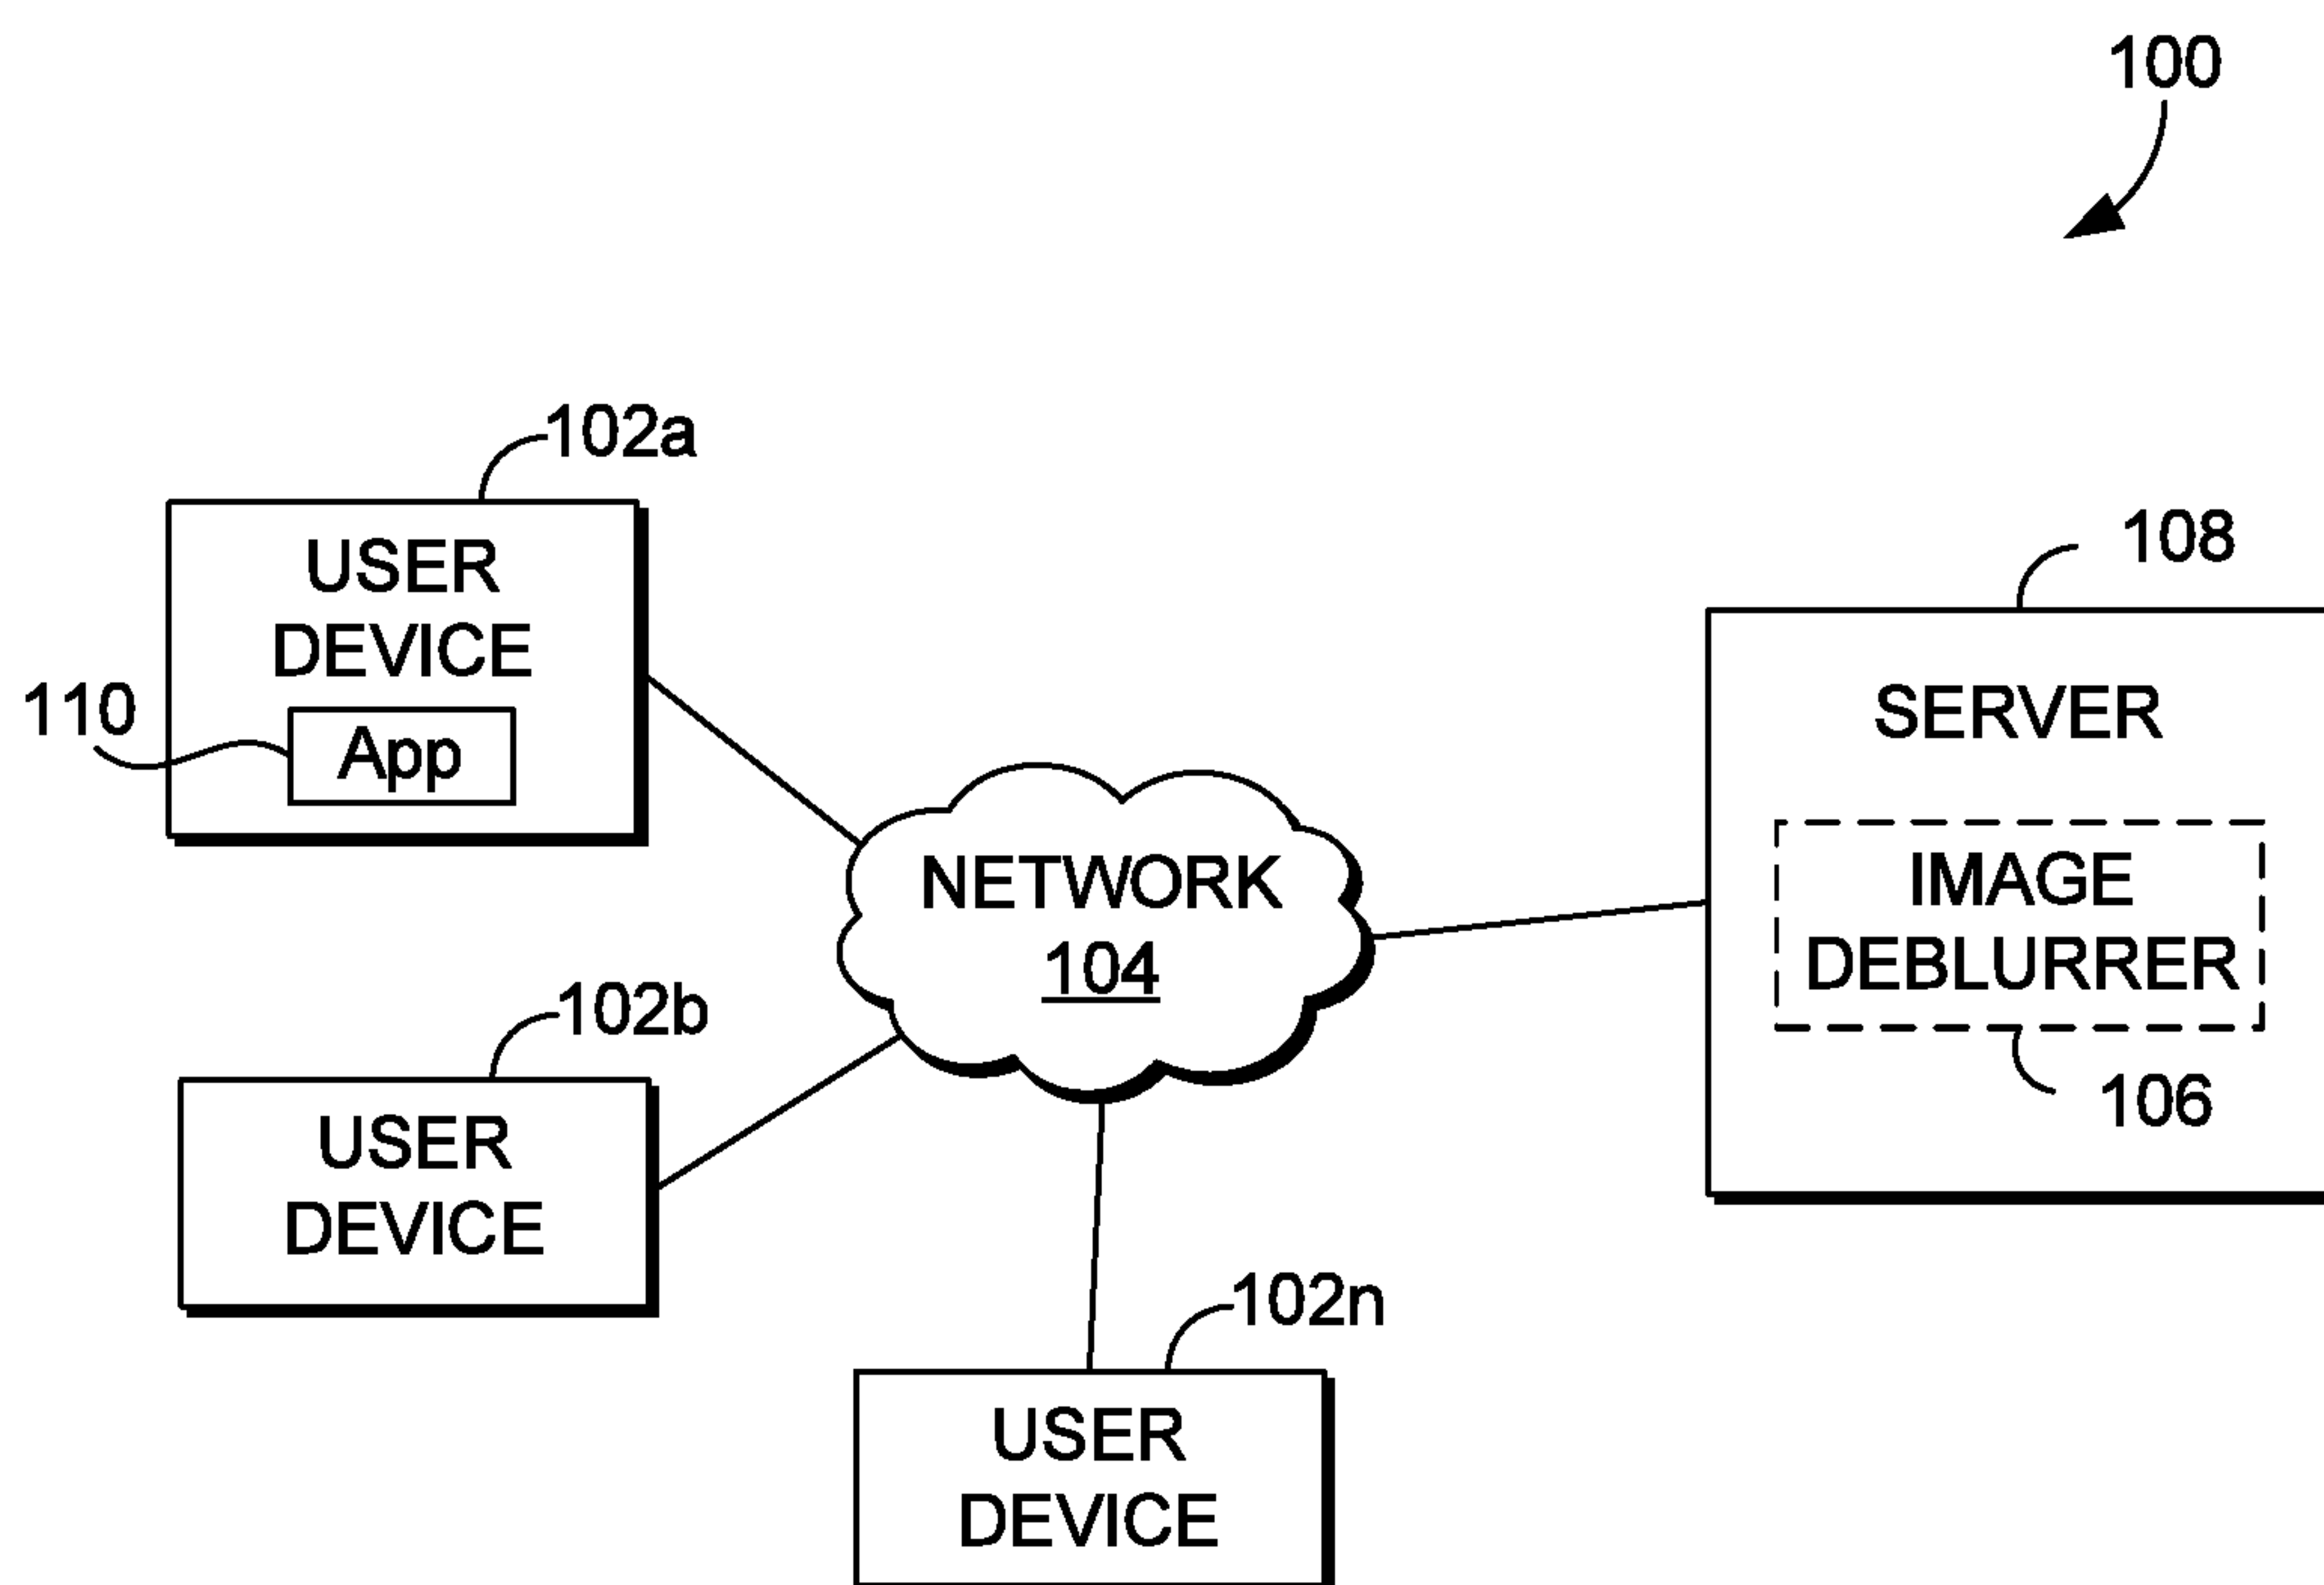 100
102a
USER
DEVICE
110
App
108
SERVER
IMAGE
DEBLURRER
106
NETWORK
104
102b
USER
DEVICE
102n
USER
DEVICE